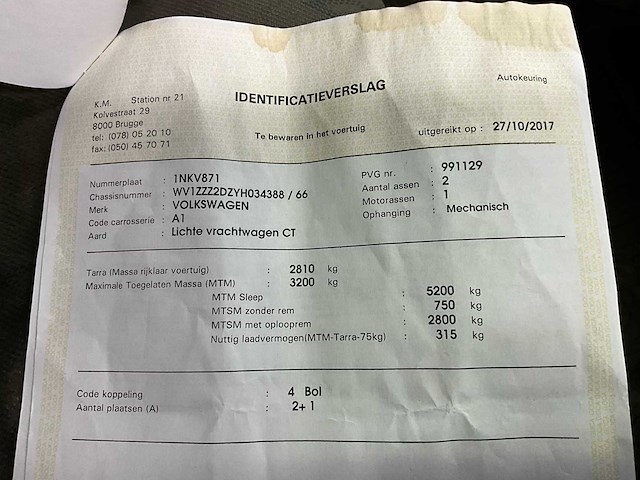 Autokeuring
IDENTIFICATIEVERSLAG
K.M. Station nr 21
Kolvestraat 29
8000 Brugge
tel: (078) 05 20 10
fax: (050) 45 70 71
Te bewaren in het voertuig
uitgereikt op : 27/10/2017
Nummerplaat : 1NKV871
Chassisnummer : WV1ZZZ2DZYH034388 / 66
Merk : VOLKSWAGEN
Code carrosserie : A1
Aard : Lichte vrachtwagen CT
PVG nr. : 991129
Aantal assen : 2
Motorassen : 1
Ophanging : Mechanisch
Tarra (Massa rijklaar voertuig) : 2810 kg
Maximale Toegelaten Massa (MTM) : 3200 kg
MTM Sleep : 5200 kg
MTSM zonder rem : 750 kg
MTSM met oplooprem : 2800 kg
Nuttig laadvermogen(MTM-Tarra-75kg) : 315 kg
Code koppeling : 4 Bol
Aantal plaatsen (A) : 2+ 1